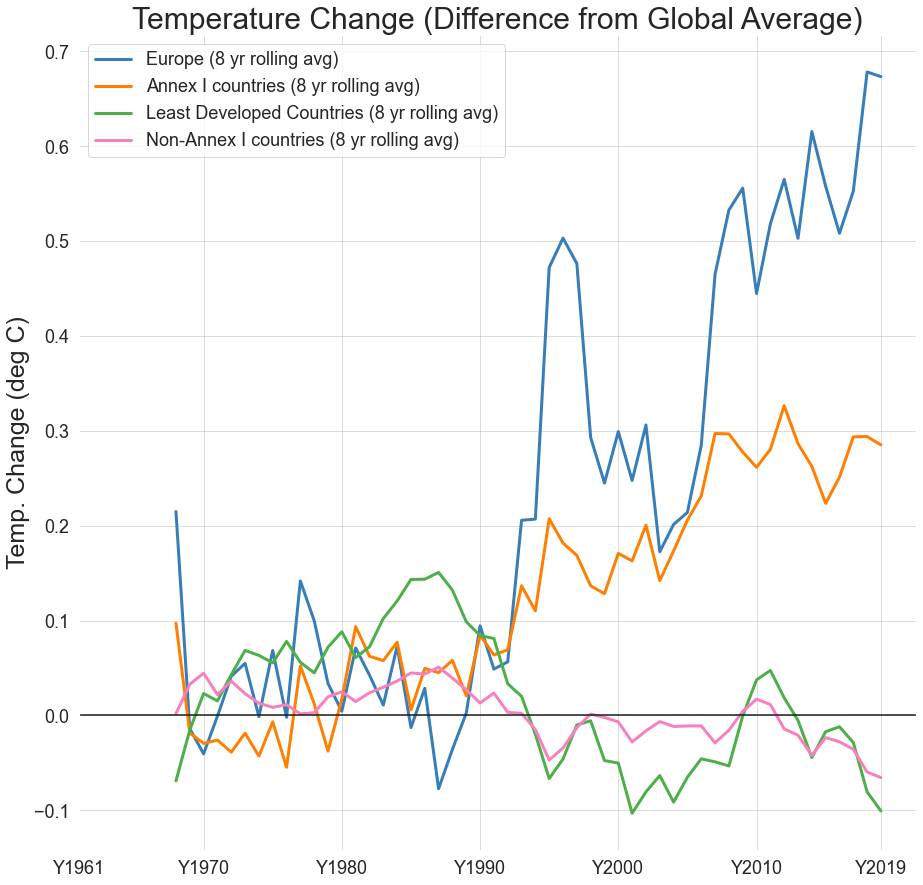 Temperature Change (Difference from Global Average)
Europe (8 yr rolling avg)
Annex I countries (8 yr rolling avg)
Least Developed Countries (8 yr rolling avg)
Non-Annex I countries (8 yr rolling avg)
Temp. Change (deg C)
0.7
0.6
0.5
0.4
0.3
0.2
0.1
0.0
−0.1
Y1961 Y1970 Y1980 Y1990 Y2000 Y2010 Y2019